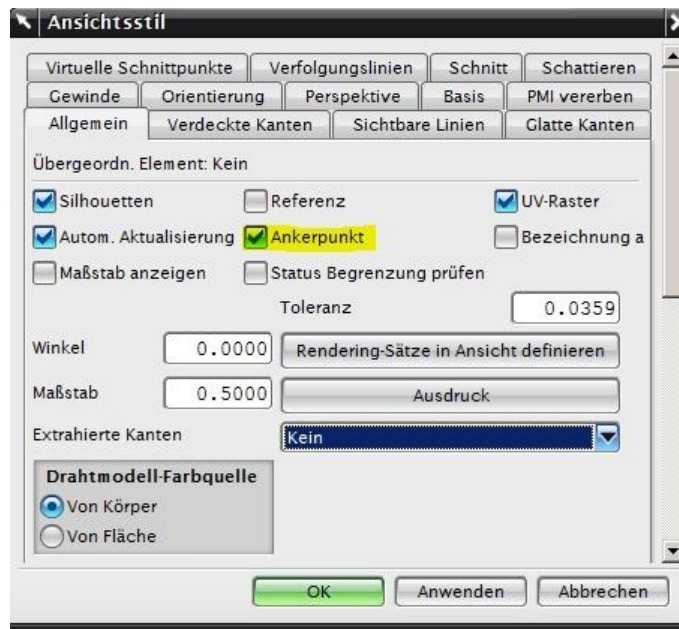 Ansichtsstil
Virtuelle Schnittpunkte Verfolgungslinien Schnitt Schattieren
Gewinde Orientierung Perspektive Basis PMI vererben
Allgemein Verdeckte Kanten Sichtbare Linien Glatte Kanten
Übergeordn. Element: Kein
Silhouetten Referenz UV-Raster
Autom. Aktualisierung Ankerpunkt Bezeichnung a
Maßstab anzeigen Status Begrenzung prüfen
Toleranz 0.0359
Winkel 0.0000 Rendering-Sätze in Ansicht definieren
Maßstab 0.5000 Ausdruck
Extrahierte Kanten Kein
Drahtmodell-Farbquelle
Von Körper
Von Fläche
OK Anwenden Abbrechen